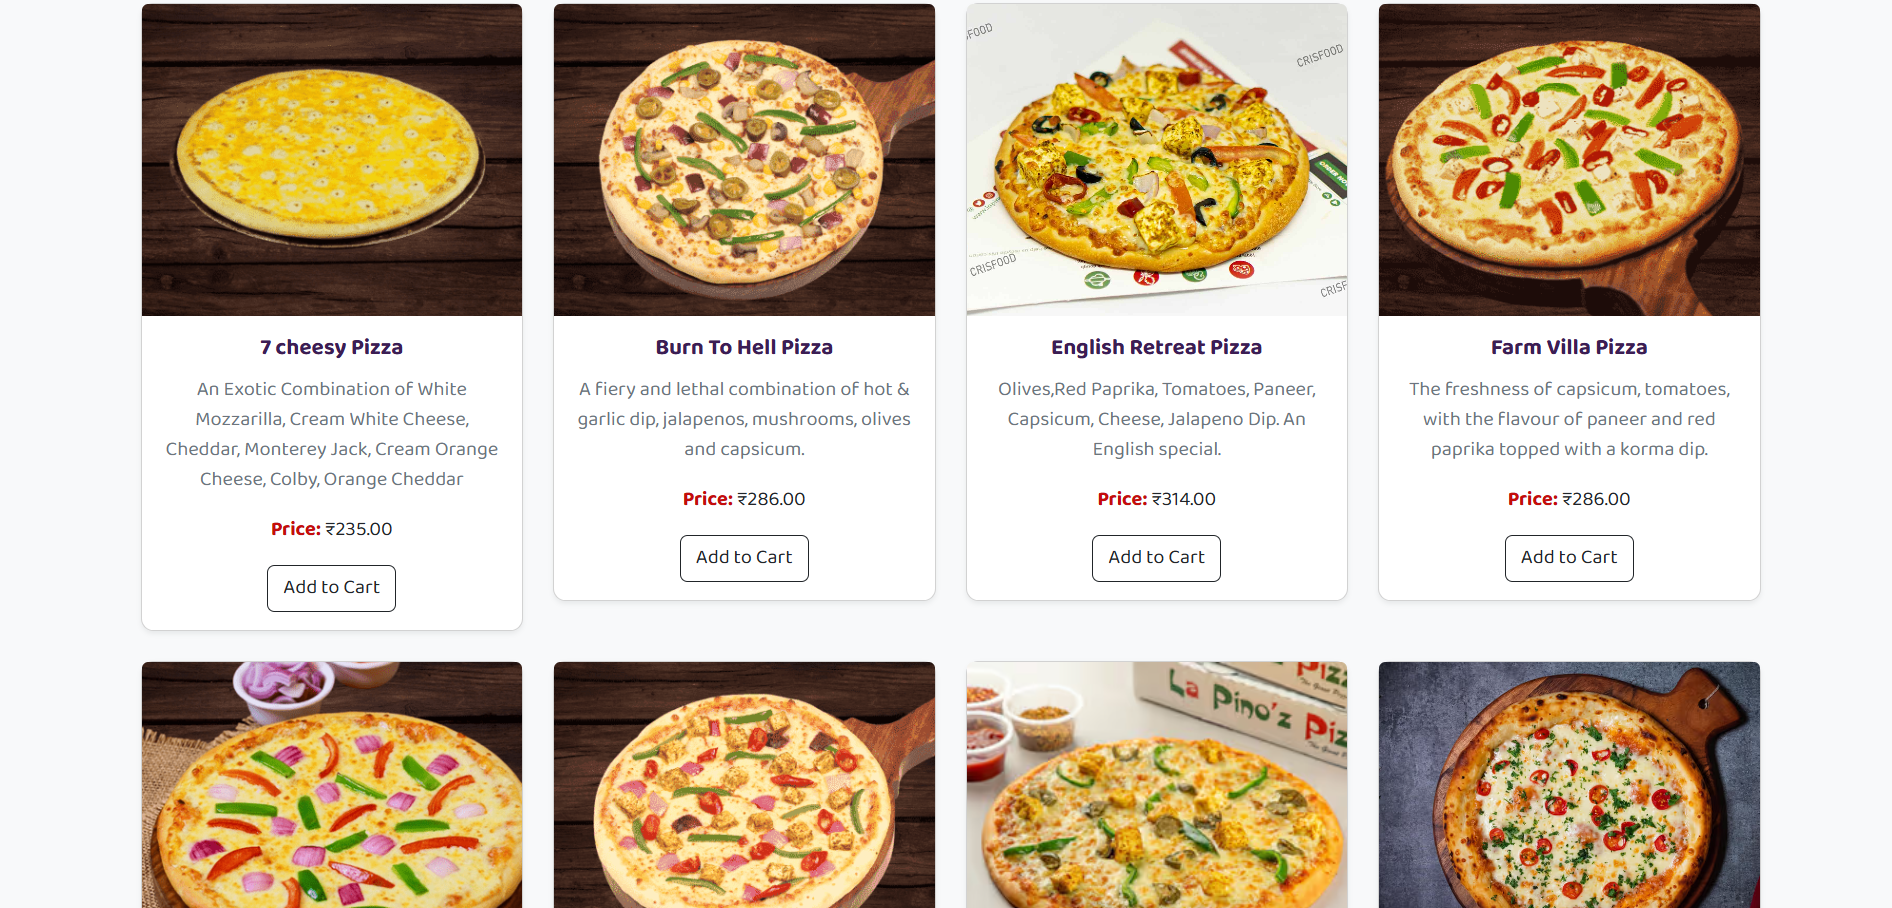 CRISFOOD
7 cheesy Pizza
An Exotic Combination of White
Mozzarilla, Cream White Cheese,
Cheddar, Monterey Jack, Cream Orange
Cheese, Colby, Orange Cheddar
Price: ₹235.00
Add to Cart
Burn To Hell Pizza
A fiery and lethal combination of hot &
garlic dip, jalapenos, mushrooms, olives
and capsicum.
Price: ₹286.00
Add to Cart
CRISFOOD
English Retreat Pizza
Olives,Red Paprika, Tomatoes, Paneer,
Capsicum, Cheese, Jalapeno Dip. An
English special.
Price: ₹314.00
Add to Cart
Farm Villa Pizza
The freshness of capsicum, tomatoes,
with the flavour of paneer and red
paprika topped with a korma dip.
Price: ₹286.00
Add to Cart
La Pino'z Piz